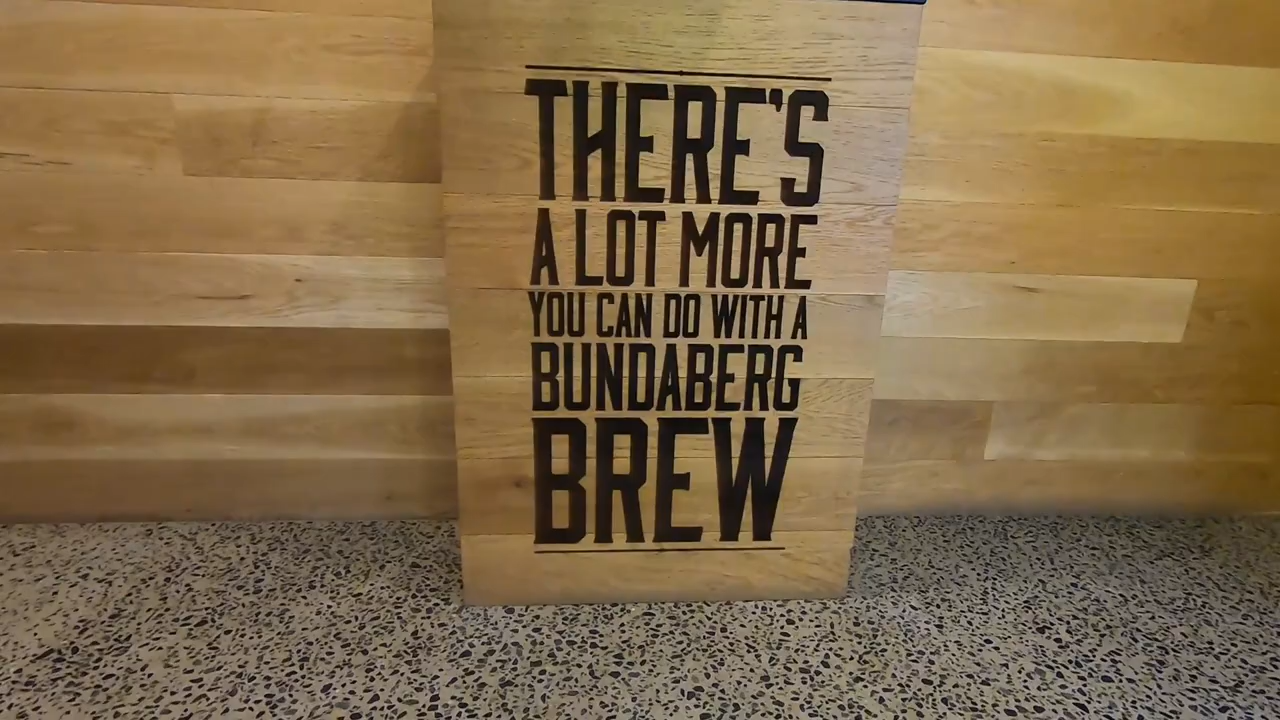 THERE'S
A LOT MORE
YOU CAN DO WITH A
BUNDABERG
BREW